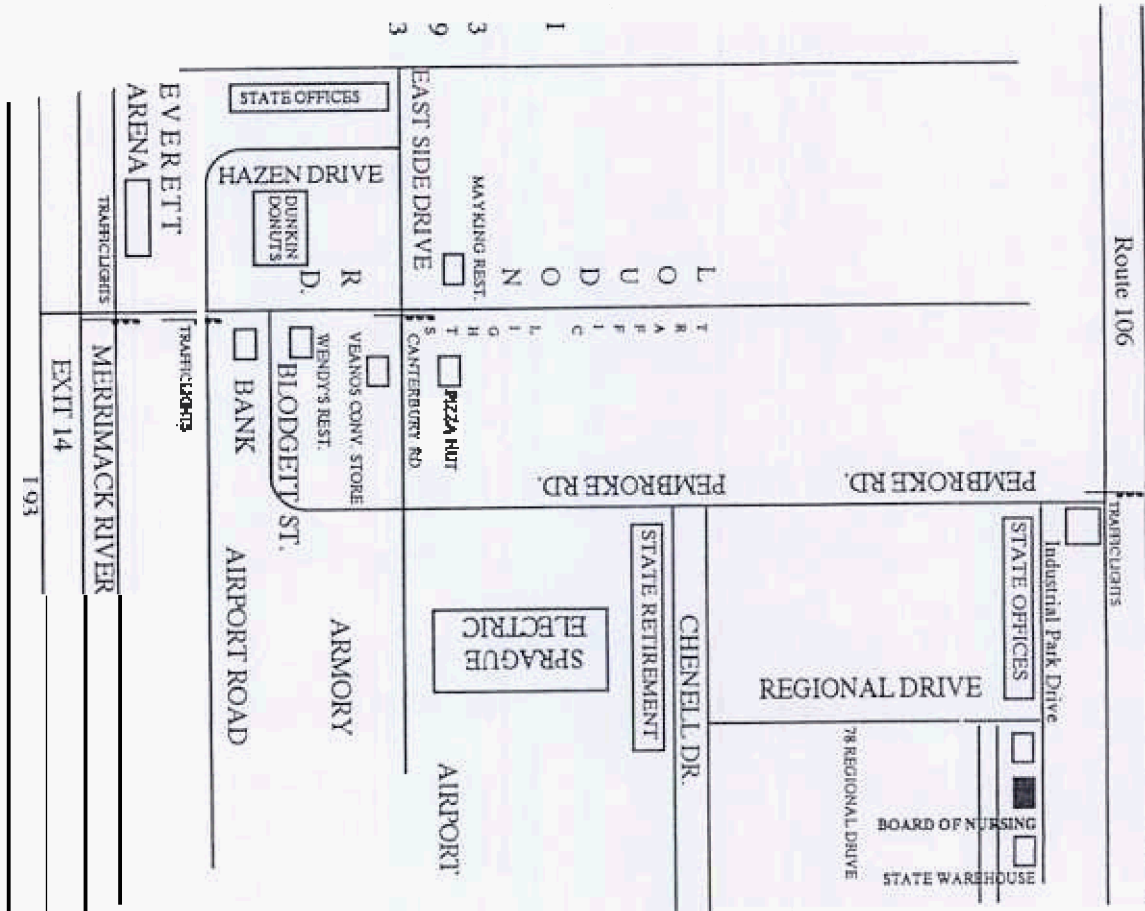 I 3 9 3
STATE OFFICES
EVERETT
ARENA
HAZEN DRIVE
DUNKIN
DONUTS
TRAFFIC LIGHTS
EAST SIDE DRIVE
MAYKING REST.
LOUDON
R
D.
TRAFFIC LIGHTS
Route 106
TRAFFIC LIGHTS
MERRIMACK RIVER
EXIT 14
I 93
BANK
BLODGETT ST.
WENDY'S REST.
VEANOS CONV. STORE
CANTERBURY RD
PIZZA HUT
PEMBROKE RD.
PEMBROKE RD.
TRAFFIC LIGHTS
AIRPORT ROAD
ARMORY
SPRAGUE
ELECTRIC
AIRPORT
STATE RETIREMENT
CHENELL DR.
REGIONAL DRIVE
STATE OFFICES
Industrial Park Drive
78 REGIONAL DRIVE
BOARD OF NURSING
STATE WAREHOUSE